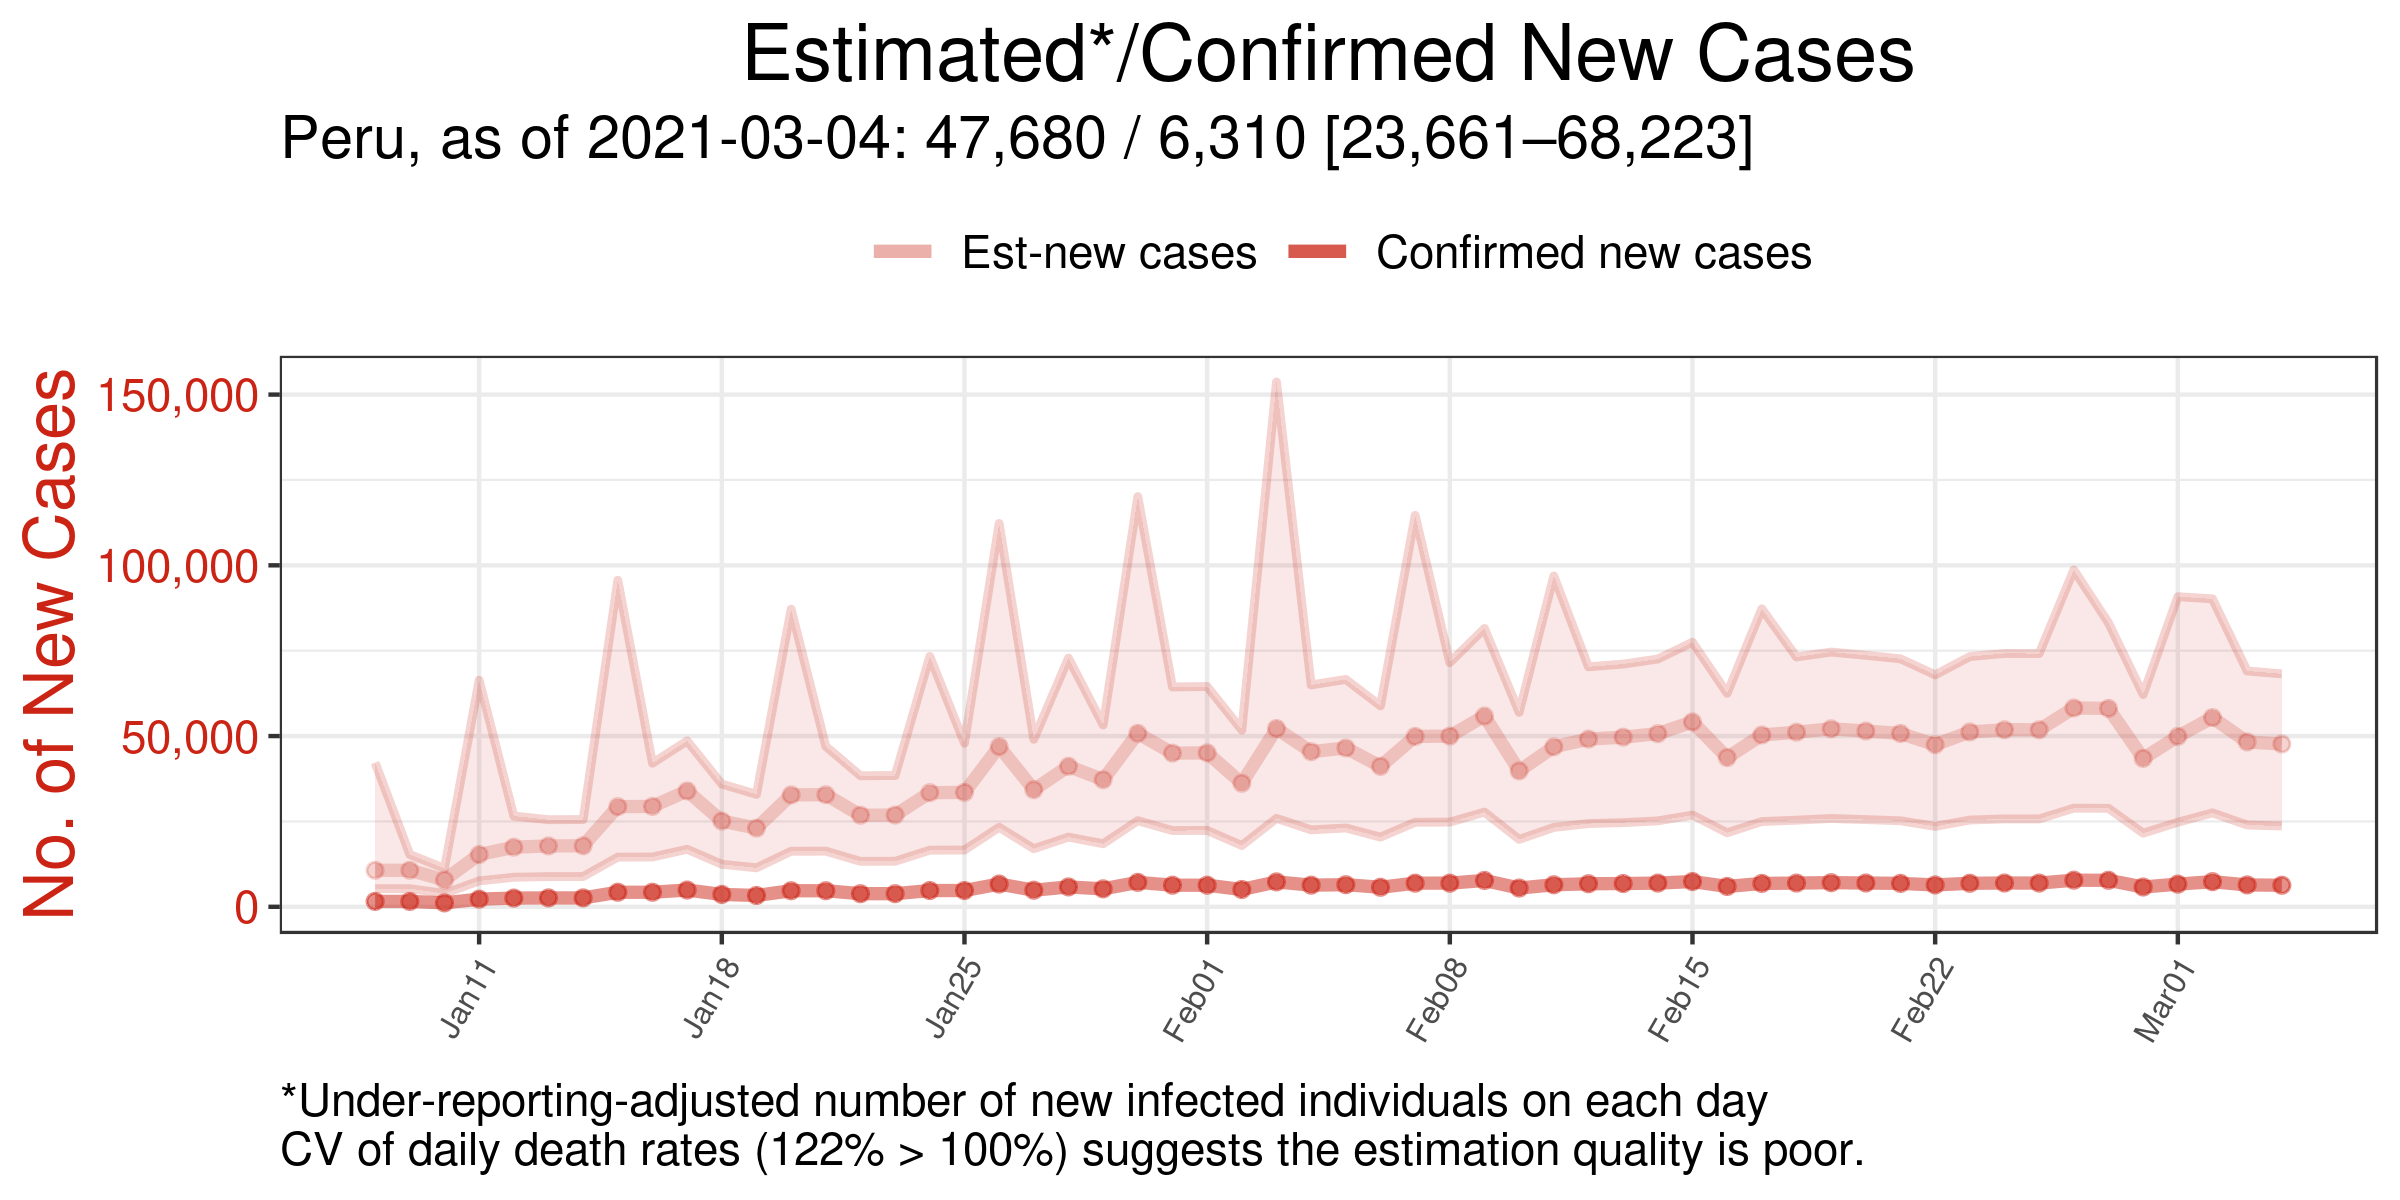 Estimated*/Confirmed New Cases
Peru, as of 2021-03-04: 47,680 / 6,310 [23,661–68,223]
Est-new cases
Confirmed new cases
No. of New Cases
150,000
100,000
50,000
0
Jan11
Jan18
Jan25
Feb01
Feb08
Feb15
Feb22
Mar01
*Under-reporting-adjusted number of new infected individuals on each day
CV of daily death rates (122% > 100%) suggests the estimation quality is poor.